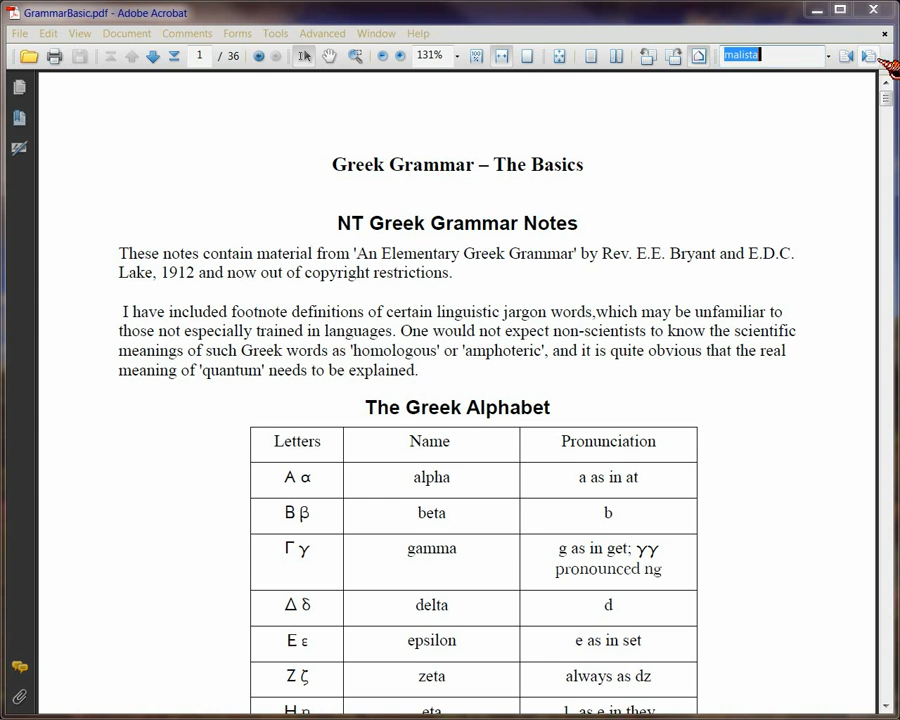 GrammarBasic.pdf - Adobe Acrobat
File Edit View Document Comments Forms Tools Advanced Window Help
1 / 36 131% malista
Greek Grammar – The Basics
NT Greek Grammar Notes
These notes contain material from 'An Elementary Greek Grammar' by Rev. E.E. Bryant and E.D.C.
Lake, 1912 and now out of copyright restrictions.
I have included footnote definitions of certain linguistic jargon words,which may be unfamiliar to
those not especially trained in languages. One would not expect non-scientists to know the scientific
meanings of such Greek words as 'homologous' or 'amphoteric', and it is quite obvious that the real
meaning of 'quantum' needs to be explained.
The Greek Alphabet
Letters Name Pronunciation
Α α alpha a as in at
Β β beta b
Γ γ gamma g as in get; γγ
pronounced ng
Δ δ delta d
Ε ε epsilon e as in set
Ζ ζ zeta always as dz
Η η eta as e in they